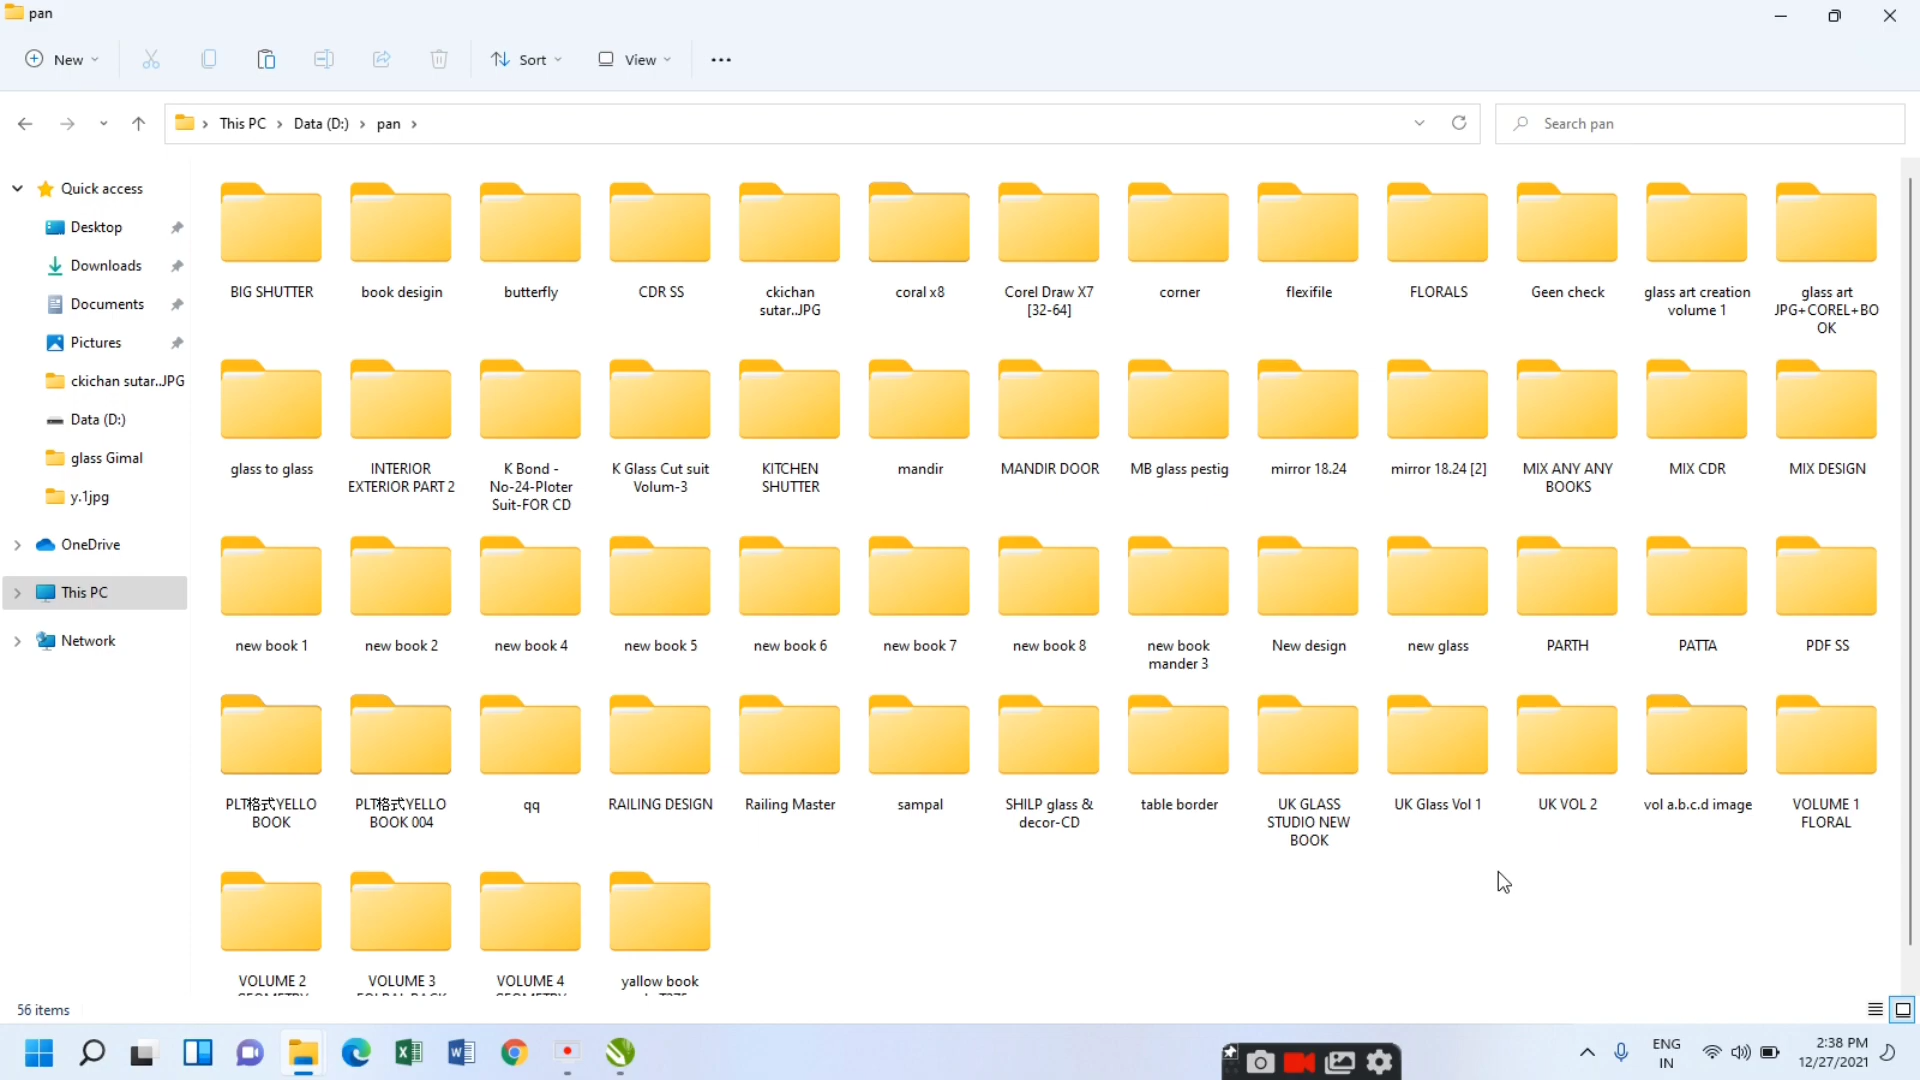 pan
New
Sort
View
This PC
Data (D:)
pan
Search pan
Quick access
Desktop
Downloads
Documents
Pictures
ckichan sutar..JPG
Data (D:)
glass Gimal
y.1jpg
OneDrive
This PC
Network
BIG SHUTTER
book desigin
butterfly
CDR SS
ckichan
sutar..JPG
coral x8
Corel Draw X7
[32-64]
corner
flexifile
FLORALS
Geen check
glass art creation
volume 1
glass art
JPG+COREL+BO
OK
glass to glass
INTERIOR
EXTERIOR PART 2
K Bond -
No-24-Ploter
Suit-FOR CD
K Glass Cut suit
Volum-3
KITCHEN
SHUTTER
mandir
MANDIR DOOR
MB glass pestig
mirror 18.24
mirror 18.24 [2]
MIX ANY ANY
BOOKS
MIX CDR
MIX DESIGN
new book 1
new book 2
new book 4
new book 5
new book 6
new book 7
new book 8
new book
mander 3
New design
new glass
PARTH
PATTA
PDF SS
PLT格式YELLO
BOOK
PLT格式YELLO
BOOK 004
qq
RAILING DESIGN
Railing Master
sampal
SHILP glass &
decor-CD
table border
UK GLASS
STUDIO NEW
BOOK
UK Glass Vol 1
UK VOL 2
vol a.b.c.d image
VOLUME 1
FLORAL
VOLUME 2
VOLUME 3
VOLUME 4
yallow book
56 items
ENG
IN
2:38 PM
12/27/2021